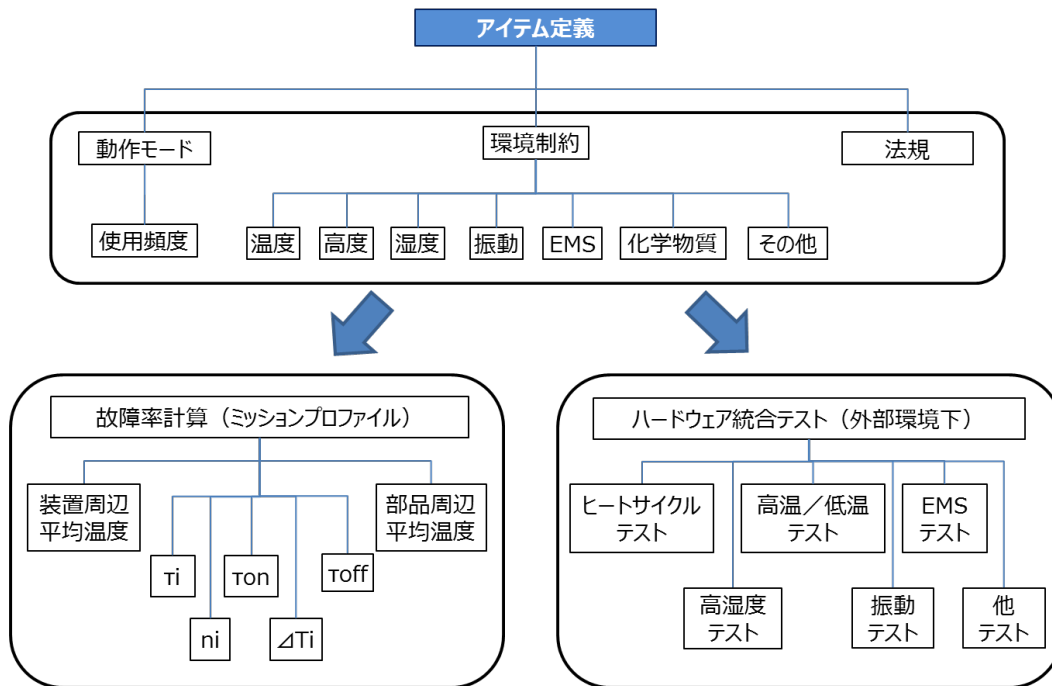 アイテム定義
動作モード
環境制約
法規
使用頻度
温度
高度
湿度
振動
EMS
化学物質
その他
故障率計算（ミッションプロファイル）
装置周辺
平均温度
部品周辺
平均温度
τi
τon
τoff
ni
⊿Ti
ハードウェア統合テスト（外部環境下）
ヒートサイクル
テスト
高温／低温
テスト
EMS
テスト
高湿度
テスト
振動
テスト
他
テスト